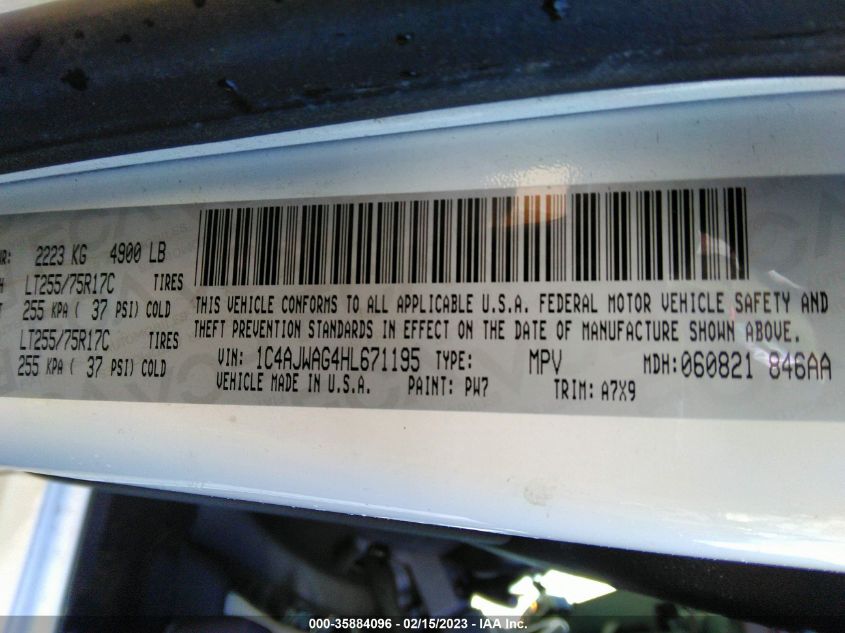 WR: 2223 KG 4900 LB
LT255/75R17C TIRES
255 KPA ( 37 PSI) COLD
LT255/75R17C TIRES
255 KPA ( 37 PSI) COLD
THIS VEHICLE CONFORMS TO ALL APPLICABLE U.S.A. FEDERAL MOTOR VEHICLE SAFETY AND
THEFT PREVENTION STANDARDS IN EFFECT ON THE DATE OF MANUFACTURE SHOWN ABOVE.
VIN: 1C4AJWAG4HL671195 TYPE: MPV MDH:060821 846AA
VEHICLE MADE IN U.S.A. PAINT: PW7 TRIM: A7X9
000-35884096 - 02/15/2023 - IAA Inc.